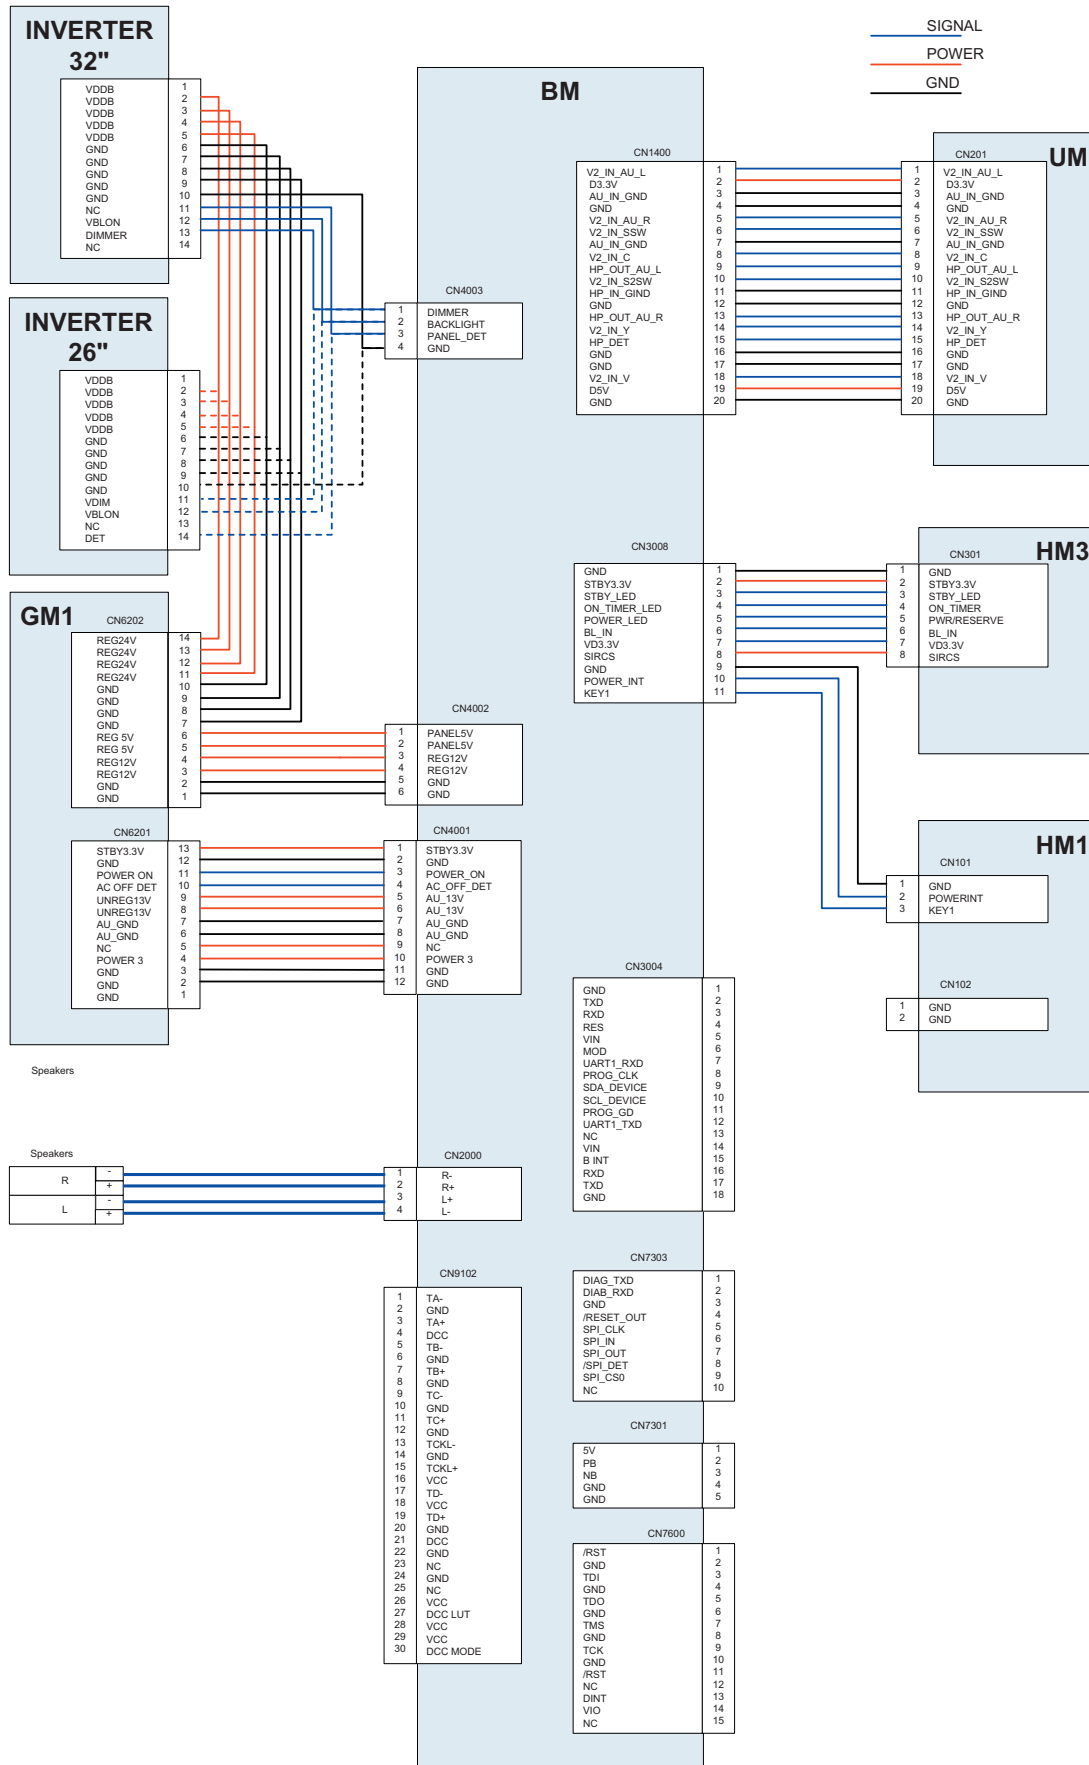 SIGNAL
POWER
GND
INVERTER
32"
VDDB 1
VDDB 2
VDDB 3
VDDB 4
VDDB 5
GND 6
GND 7
GND 8
GND 9
GND 10
NC 11
VBLON 12
DIMMER 13
NC 14
INVERTER
26"
VDDB 1
VDDB 2
VDDB 3
VDDB 4
VDDB 5
GND 6
GND 7
GND 8
GND 9
GND 10
VDIM 11
VBLON 12
NC 13
DET 14
GM1
CN6202
REG24V 14
REG24V 13
REG24V 12
REG24V 11
GND 10
GND 9
GND 8
GND 7
REG 5V 6
REG 5V 5
REG12V 4
REG12V 3
GND 2
GND 1
CN6201
STBY3.3V 13
GND 12
POWER ON 11
AC OFF DET 10
UNREG13V 9
UNREG13V 8
AU_GND 7
AU_GND 6
NC 5
POWER 3 4
GND 3
GND 2
GND 1
Speakers
Speakers
R - +
L - +
BM
CN4003
1 DIMMER
2 BACKLIGHT
3 PANEL_DET
4 GND
CN4002
1 PANEL5V
2 PANEL5V
3 REG12V
4 REG12V
5 GND
6 GND
CN4001
1 STBY3.3V
2 GND
3 POWER_ON
4 AC_OFF_DET
5 AU_13V
6 AU_13V
7 AU_GND
8 AU_GND
9 NC
10 POWER 3
11 GND
12 GND
CN2000
1 R-
2 R+
3 L+
4 L-
CN9102
1 TA-
2 GND
3 TA+
4 DCC
5 TB-
6 GND
7 TB+
8 GND
9 TC-
10 GND
11 TC+
12 GND
13 TCKL-
14 GND
15 TCKL+
16 VCC
17 TD-
18 VCC
19 TD+
20 GND
21 DCC
22 GND
23 NC
24 GND
25 NC
26 VCC
27 DCC LUT
28 VCC
29 VCC
30 DCC MODE
CN1400
V2_IN_AU_L 1
D3.3V 2
AU_IN_GND 3
GND 4
V2_IN_AU_R 5
V2_IN_SSW 6
AU_IN_GND 7
V2_IN_C 8
HP_OUT_AU_L 9
V2_IN_S2SW 10
HP_IN_GIND 11
GND 12
HP_OUT_AU_R 13
V2_IN_Y 14
HP_DET 15
GND 16
GND 17
V2_IN_V 18
D5V 19
GND 20
CN3008
GND 1
STBY3.3V 2
STBY_LED 3
ON_TIMER_LED 4
POWER_LED 5
BL_IN 6
VD3.3V 7
SIRCS 8
GND 9
POWER_INT 10
KEY1 11
CN3004
GND 1
TXD 2
RXD 3
RES 4
VIN 5
MOD 6
UART1_RXD 7
PROG_CLK 8
SDA_DEVICE 9
SCL_DEVICE 10
PROG_GD 11
UART1_TXD 12
NC 13
VIN 14
B INT 15
RXD 16
TXD 17
GND 18
CN7303
DIAG_TXD 1
DIAB_RXD 2
GND 3
/RESET_OUT 4
SPI_CLK 5
SPI_IN 6
SPI_OUT 7
/SPI_DET 8
SPI_CS0 9
NC 10
CN7301
5V 1
PB 2
NB 3
GND 4
GND 5
CN7600
/RST 1
GND 2
TDI 3
GND 4
TDO 5
GND 6
TMS 7
GND 8
TCK 9
GND 10
/RST 11
NC 12
DINT 13
VIO 14
NC 15
UM
CN201
1 V2_IN_AU_L
2 D3.3V
3 AU_IN_GND
4 GND
5 V2_IN_AU_R
6 V2_IN_SSW
7 AU_IN_GND
8 V2_IN_C
9 HP_OUT_AU_L
10 V2_IN_S2SW
11 HP_IN_GIND
12 GND
13 HP_OUT_AU_R
14 V2_IN_Y
15 HP_DET
16 GND
17 GND
18 V2_IN_V
19 D5V
20 GND
HM3
CN301
1 GND
2 STBY3.3V
3 STBY_LED
4 ON_TIMER
5 PWR/RESERVE
6 BL_IN
7 VD3.3V
8 SIRCS
HM1
CN101
1 GND
2 POWERINT
3 KEY1
CN102
1 GND
2 GND